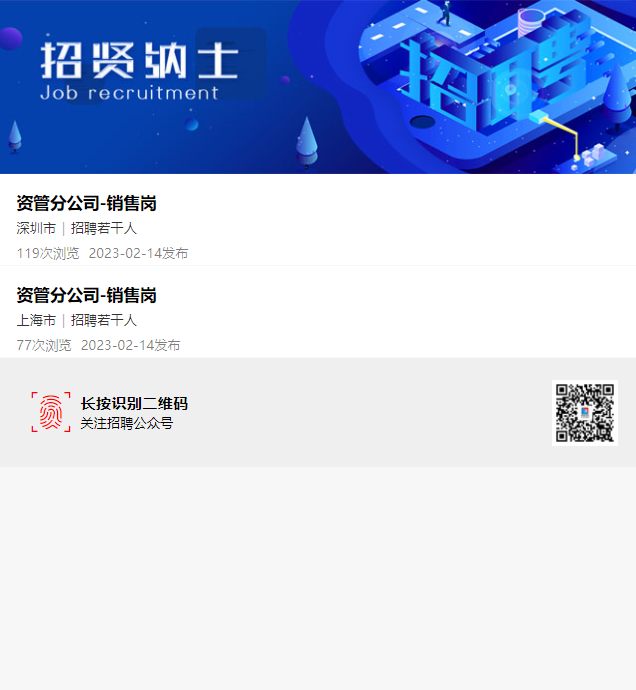 招贤纳士
Job recruitment
招聘
资管分公司-销售岗
深圳市 | 招聘若干人
119次浏览 2023-02-14发布
资管分公司-销售岗
上海市 | 招聘若干人
77次浏览 2023-02-14发布
长按识别二维码
关注招聘公众号